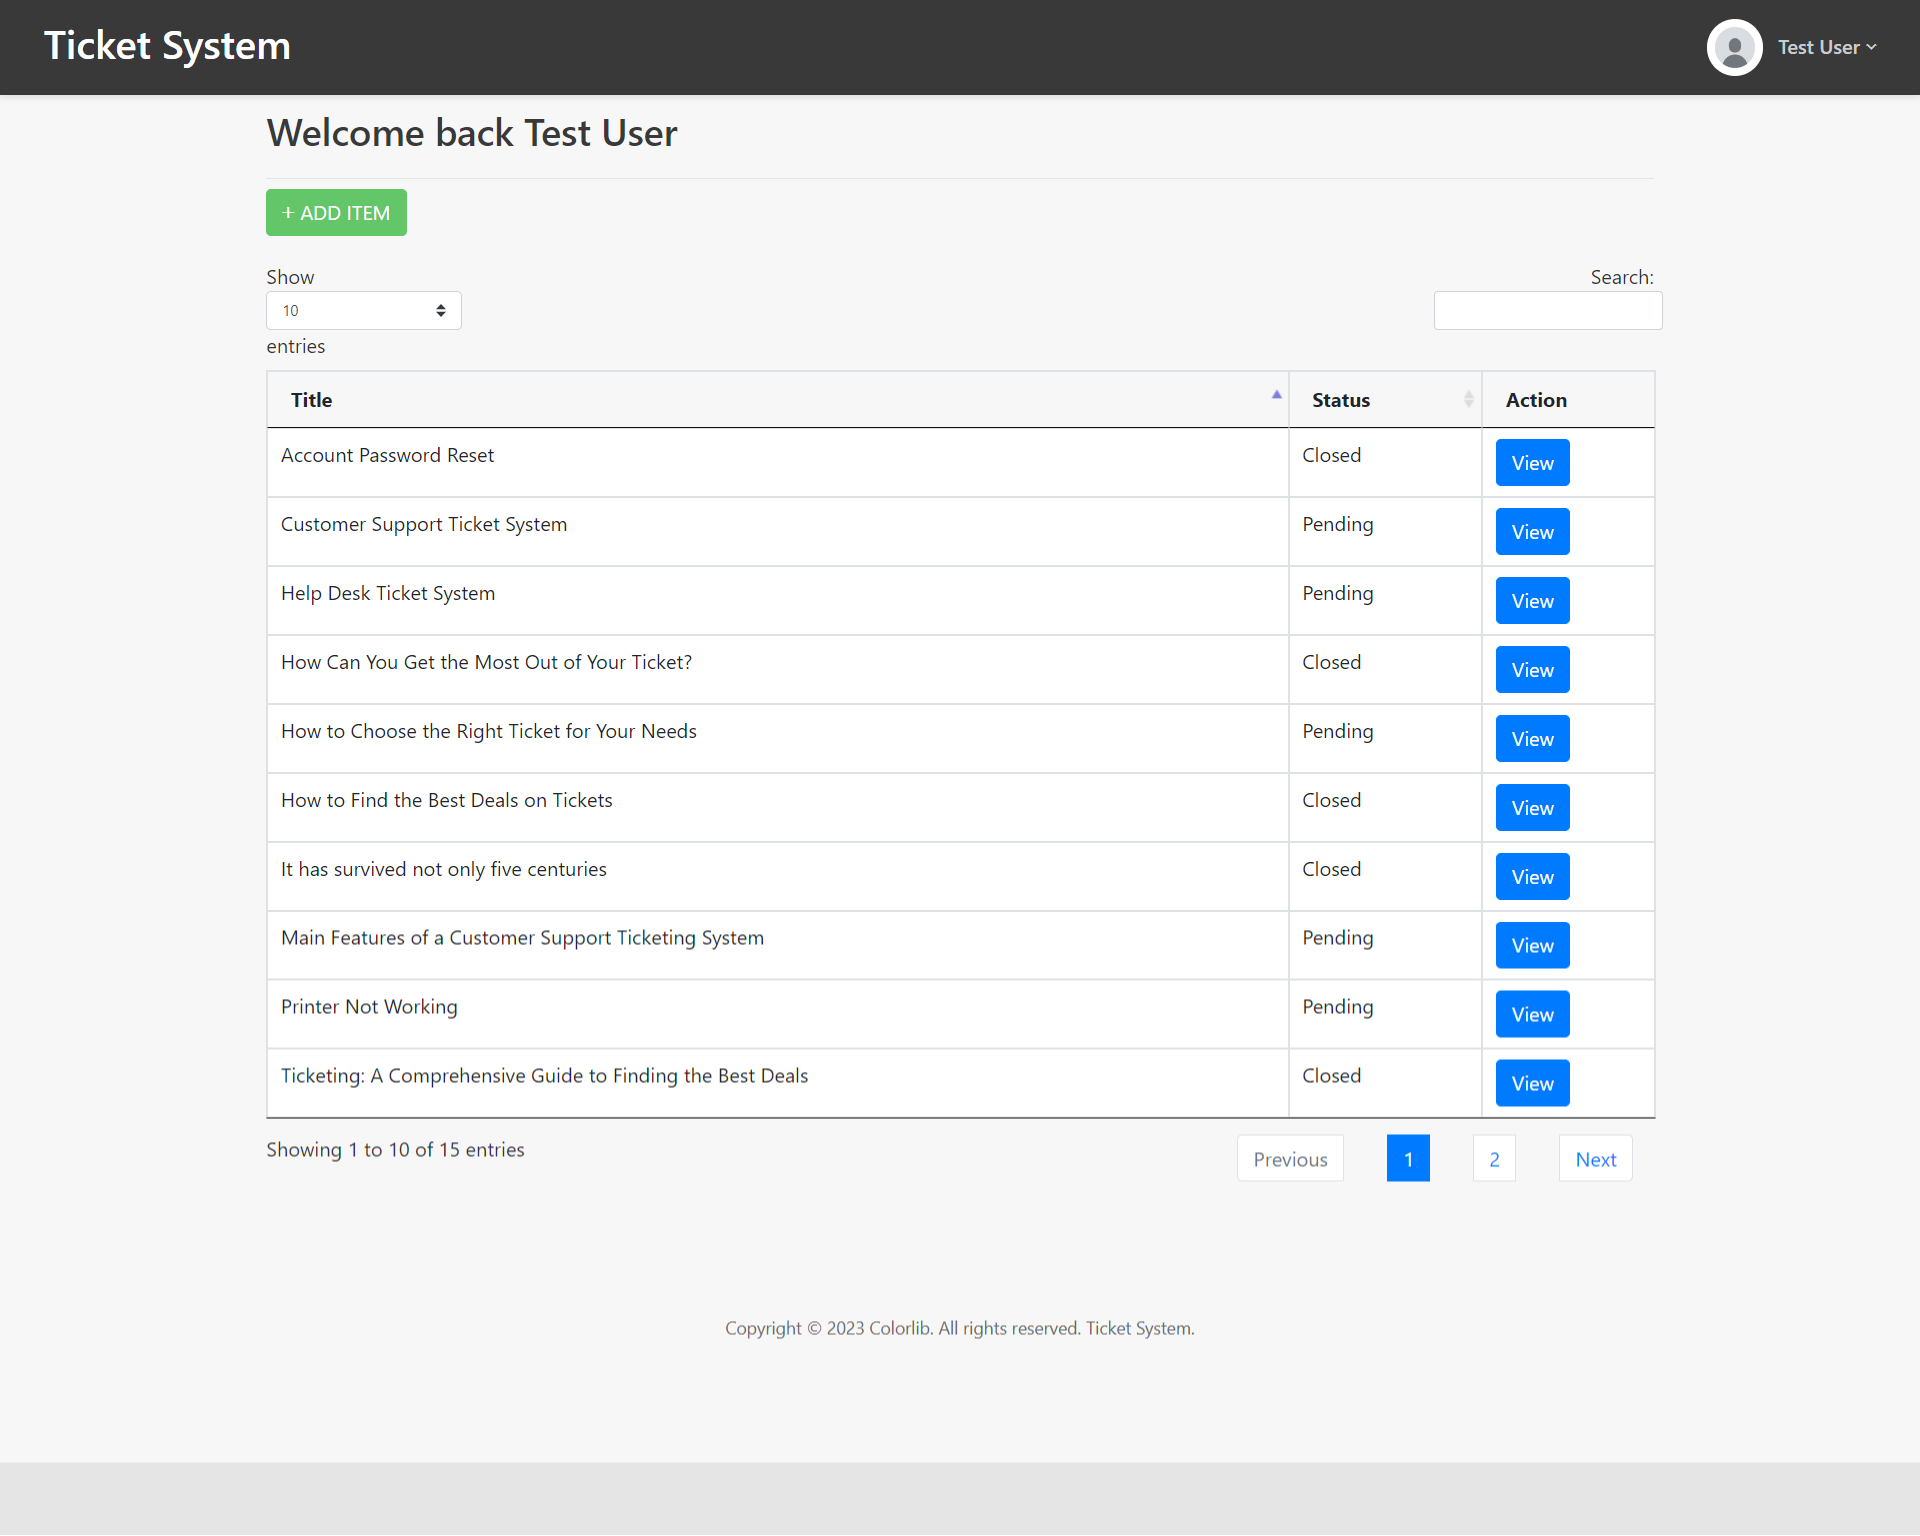 Ticket System
Test User
Welcome back Test User
+ ADD ITEM
Show
10
entries
Search:
Title Status Action
Account Password Reset Closed View
Customer Support Ticket System Pending View
Help Desk Ticket System Pending View
How Can You Get the Most Out of Your Ticket? Closed View
How to Choose the Right Ticket for Your Needs Pending View
How to Find the Best Deals on Tickets Closed View
It has survived not only five centuries Closed View
Main Features of a Customer Support Ticketing System Pending View
Printer Not Working Pending View
Ticketing: A Comprehensive Guide to Finding the Best Deals Closed View
Showing 1 to 10 of 15 entries
Previous 1 2 Next
Copyright © 2023 Colorlib. All rights reserved. Ticket System.